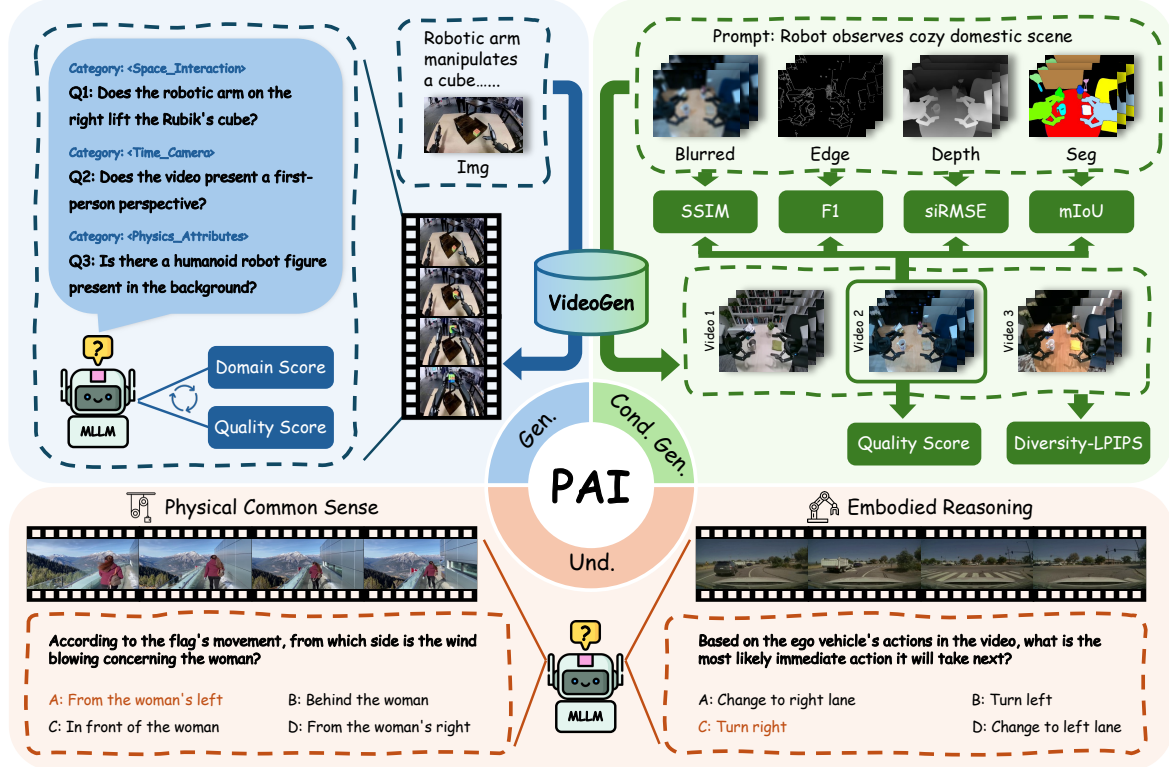 Category: <Space_Interaction>
Q1: Does the robotic arm on the
right lift the Rubik's cube?
Category: <Time_Camera>
Q2: Does the video present a first-
person perspective?
Category: <Physics_Attributes>
Q3: Is there a humanoid robot figure
present in the background?
?
MLLM
Domain Score
Quality Score
Robotic arm
manipulates
a cube......
Img
VideoGen
Prompt: Robot observes cozy domestic scene
Blurred
Edge
Depth
Seg
SSIM
F1
siRMSE
mIoU
Video 1
Video 2
Video 3
Quality Score
Diversity-LPIPS
Gen.
Cond. Gen.
PAI
Und.
Physical Common Sense
According to the flag's movement, from which side is the wind
blowing concerning the woman?
A: From the woman's left
B: Behind the woman
C: In front of the woman
D: From the woman's right
?
MLLM
Embodied Reasoning
Based on the ego vehicle's actions in the video, what is the
most likely immediate action it will take next?
A: Change to right lane
B: Turn left
C: Turn right
D: Change to left lane